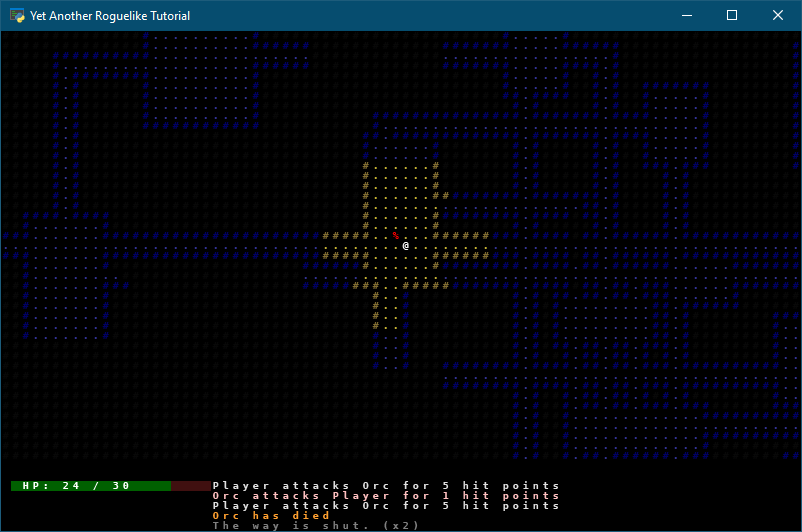 Yet Another Roguelike Tutorial
HP: 24 / 30
Player attacks Orc for 5 hit points
Orc attacks Player for 1 hit points
Player attacks Orc for 5 hit points
Orc has died
The way is shut. (x2)